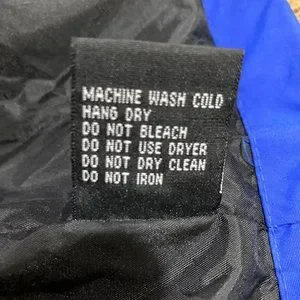 MACHINE WASH COLD
HANG DRY
DO NOT BLEACH
DO NOT USE DRYER
DO NOT DRY CLEAN
DO NOT IRON